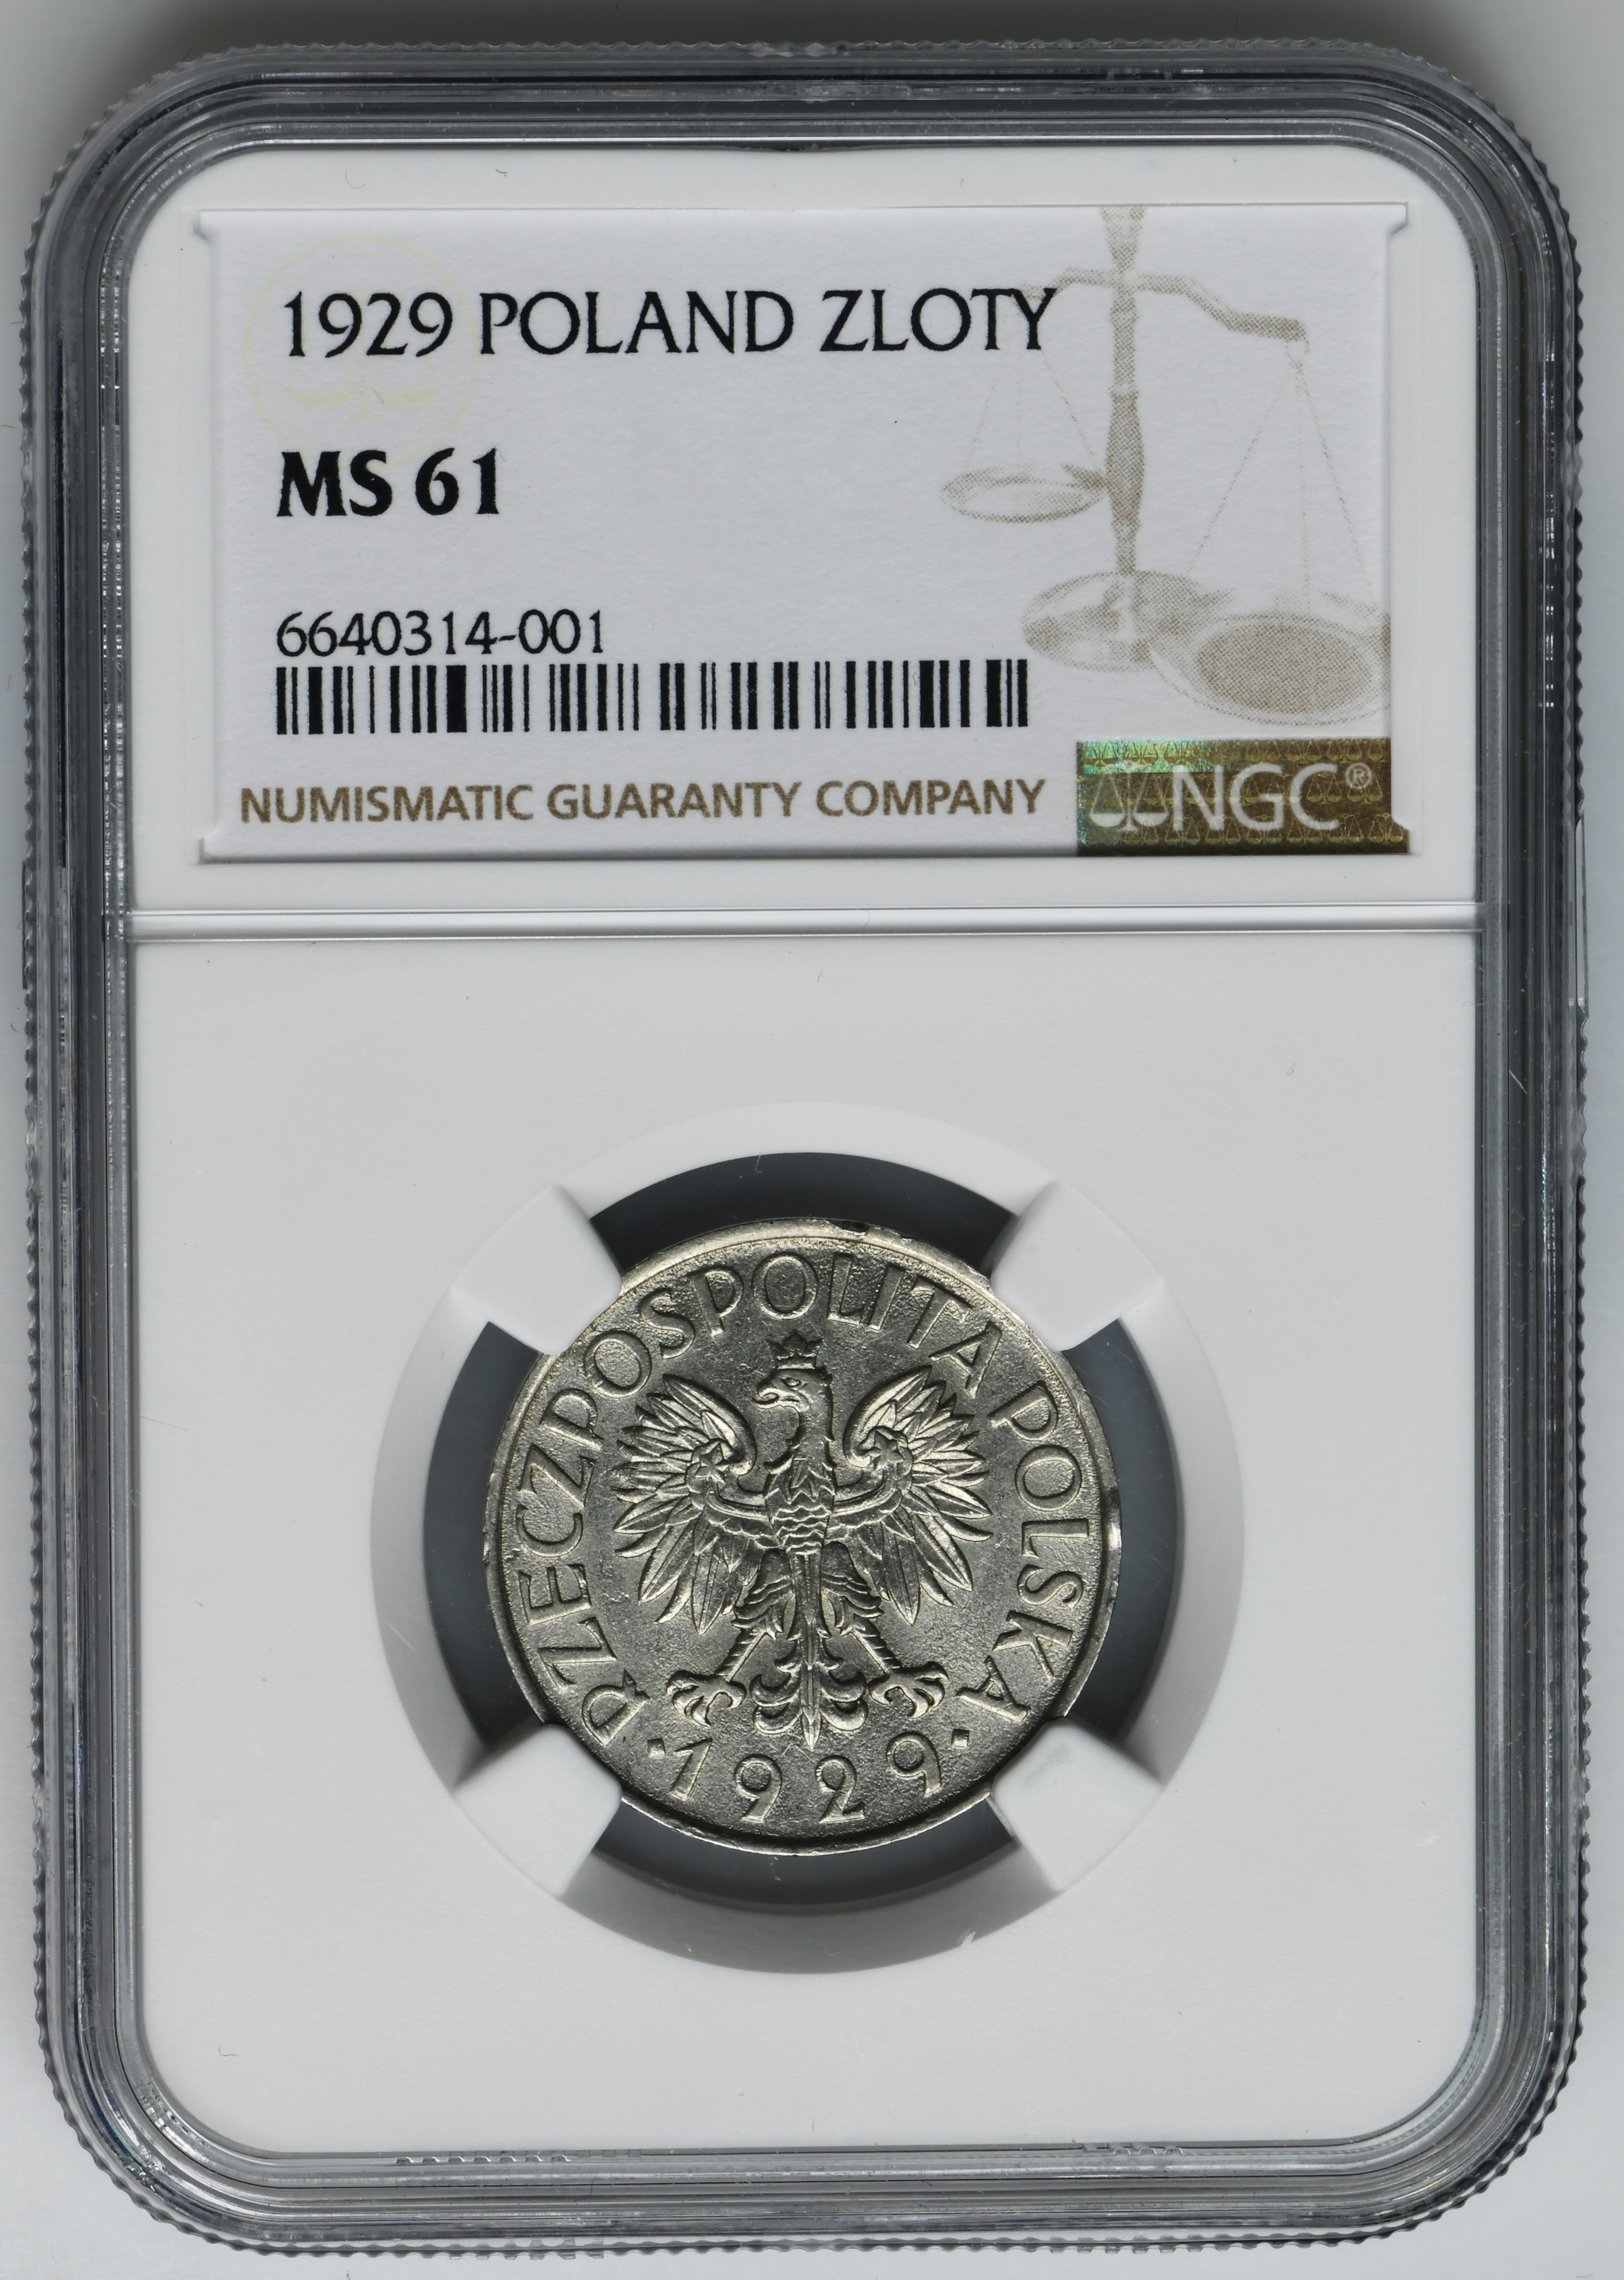 1929 POLAND ZLOTY
MS 61
6640314-001
NUMISMATIC GUARANTY COMPANY
NGC®
RZECZPOSPOLITA POLSKA
·1929·